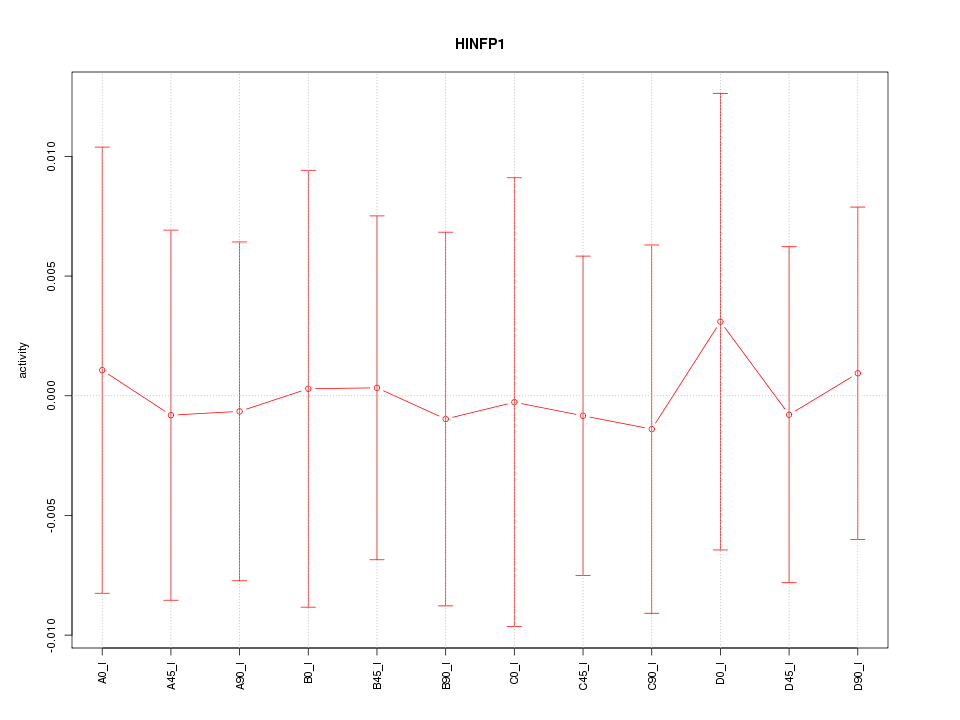 HINFP1
activity
0.010
0.005
0.000
-0.005
-0.010
A0_I
A45_I
A90_I
B0_I
B45_I
B90_I
C0_I
C45_I
C90_I
D0_I
D45_I
D90_I